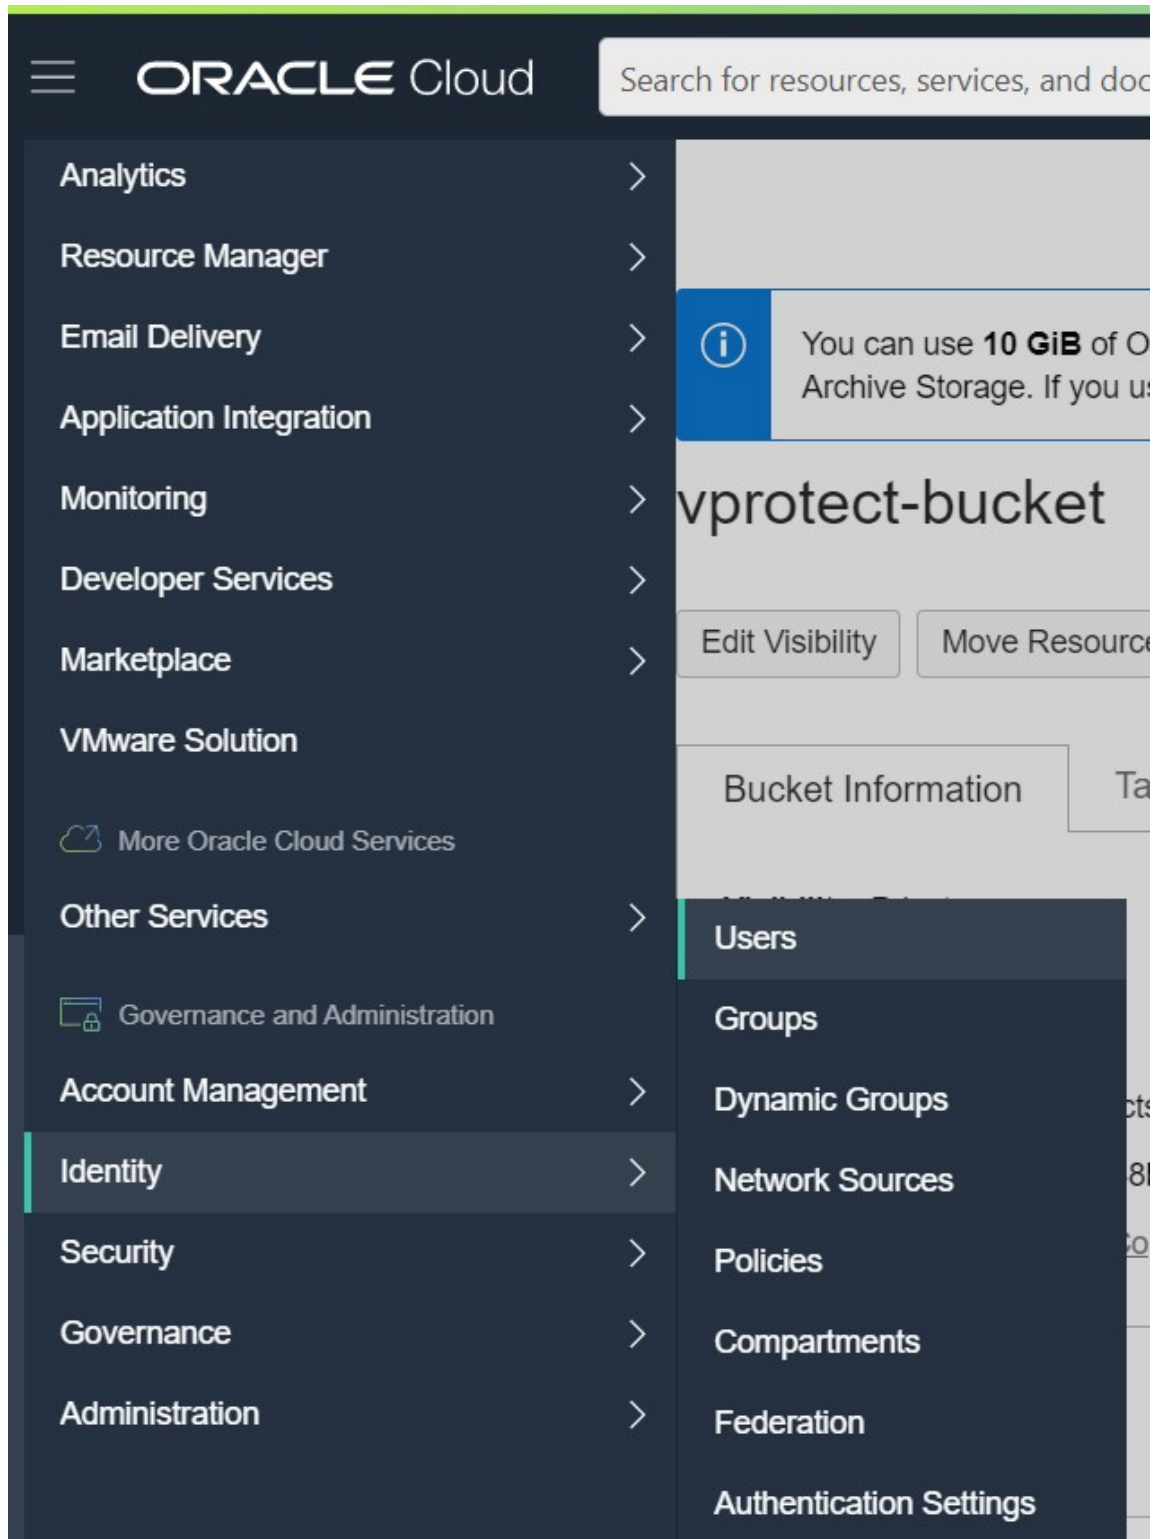 ORACLE Cloud
Search for resources, services, and doc
Analytics
Resource Manager
Email Delivery
Application Integration
Monitoring
Developer Services
Marketplace
VMware Solution
More Oracle Cloud Services
Other Services
Governance and Administration
Account Management
Identity
Security
Governance
Administration
You can use 10 GiB of O
Archive Storage. If you us
vprotect-bucket
Edit Visibility
Move Resource
Bucket Information
Ta
Users
Groups
Dynamic Groups
Network Sources
Policies
Compartments
Federation
Authentication Settings